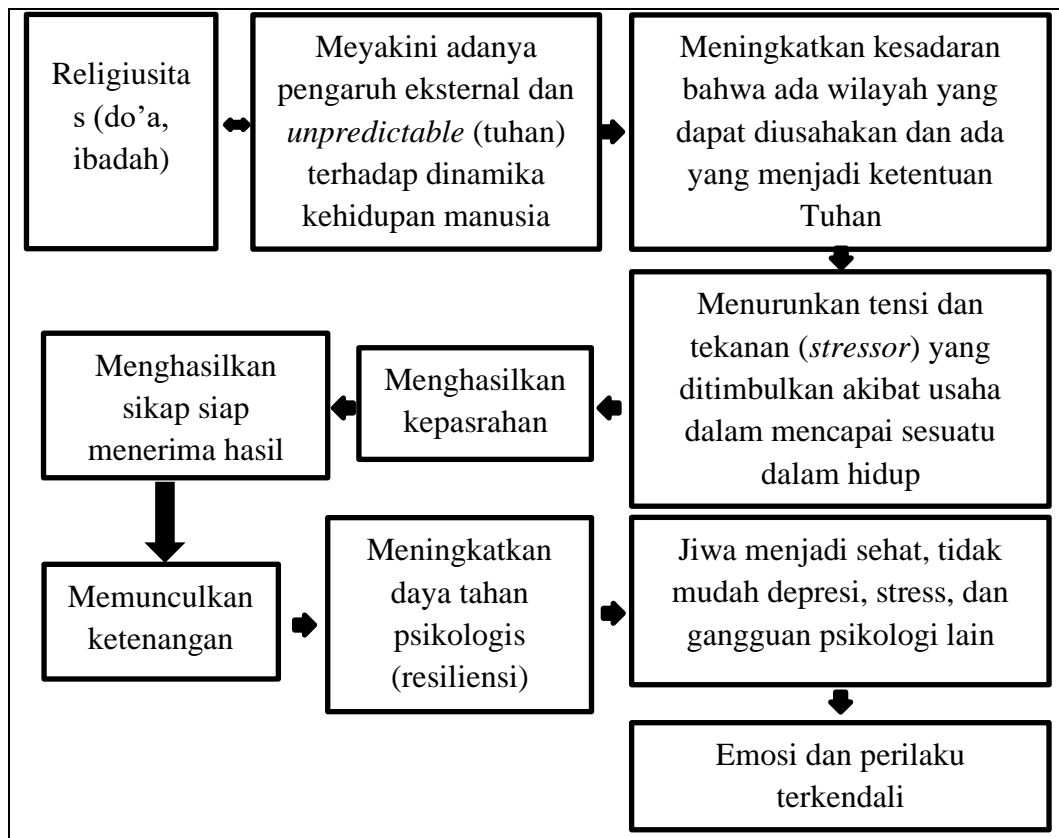 Religiusita
s (do’a,
ibadah)
Meyakini adanya
pengaruh eksternal dan
unpredictable (tuhan)
terhadap dinamika
kehidupan manusia
Meningkatkan kesadaran
bahwa ada wilayah yang
dapat diusahakan dan ada
yang menjadi ketentuan
Tuhan
Menurunkan tensi dan
tekanan (stressor) yang
ditimbulkan akibat usaha
dalam mencapai sesuatu
dalam hidup
Menghasilkan
kepasrahan
Menghasilkan
sikap siap
menerima hasil
Memunculkan
ketenangan
Meningkatkan
daya tahan
psikologis
(resiliensi)
Jiwa menjadi sehat, tidak
mudah depresi, stress, dan
gangguan psikologi lain
Emosi dan perilaku
terkendali